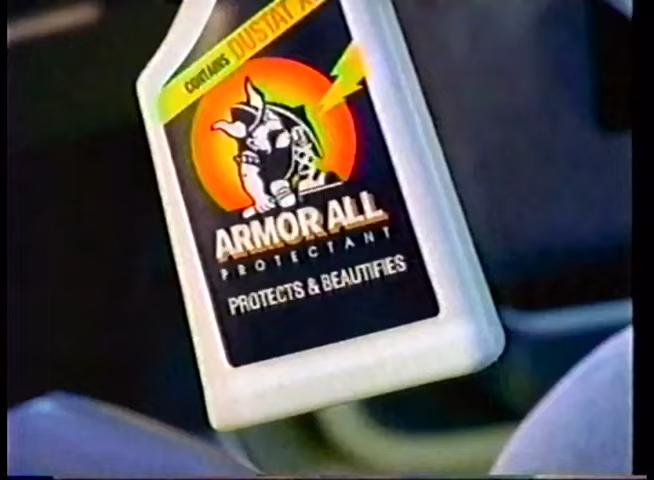 CONTAINS DUSTAT
ARMOR ALL
PROTECTANT
PROTECTS & BEAUTIFIES